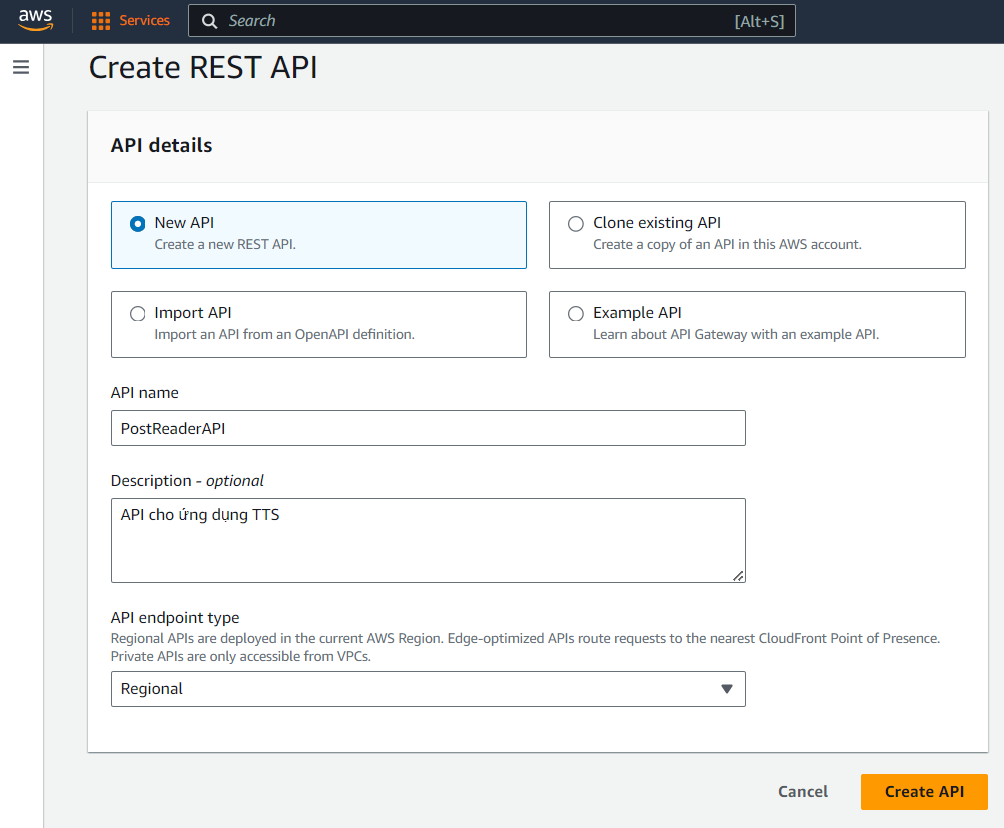 aws
Services
Search
[Alt+S]
Create REST API
API details
New API
Create a new REST API.
Clone existing API
Create a copy of an API in this AWS account.
Import API
Import an API from an OpenAPI definition.
Example API
Learn about API Gateway with an example API.
API name
PostReaderAPI
Description - optional
API cho ứng dụng TTS
API endpoint type
Regional APIs are deployed in the current AWS Region. Edge-optimized APIs route requests to the nearest CloudFront Point of Presence.
Private APIs are only accessible from VPCs.
Regional
Cancel
Create API